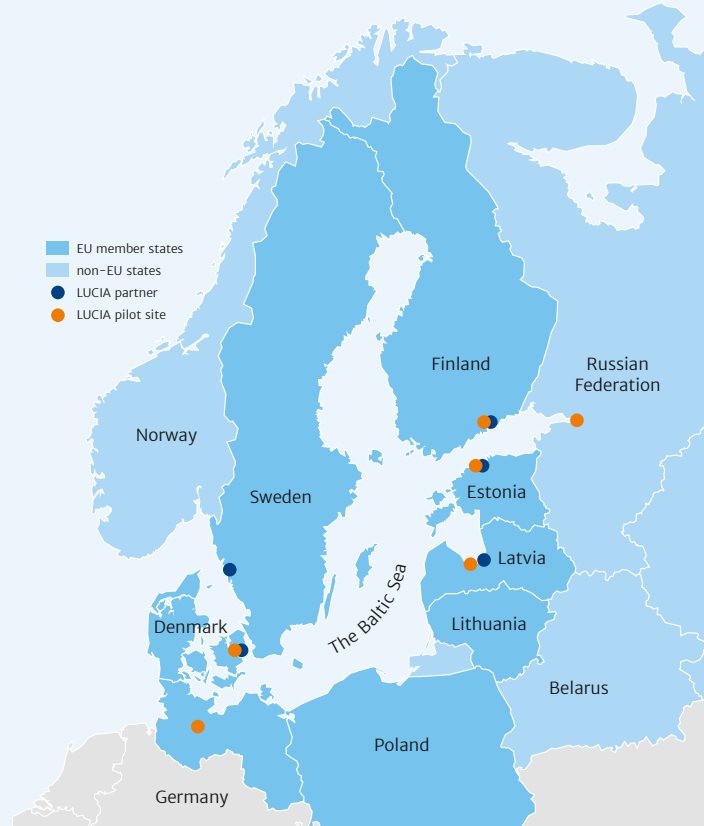 EU member states
non-EU states
LUCIA partner
LUCIA pilot site
Finland
Russian
Federation
Norway
Sweden
Estonia
Latvia
The Baltic Sea
Denmark
Lithuania
Belarus
Poland
Germany